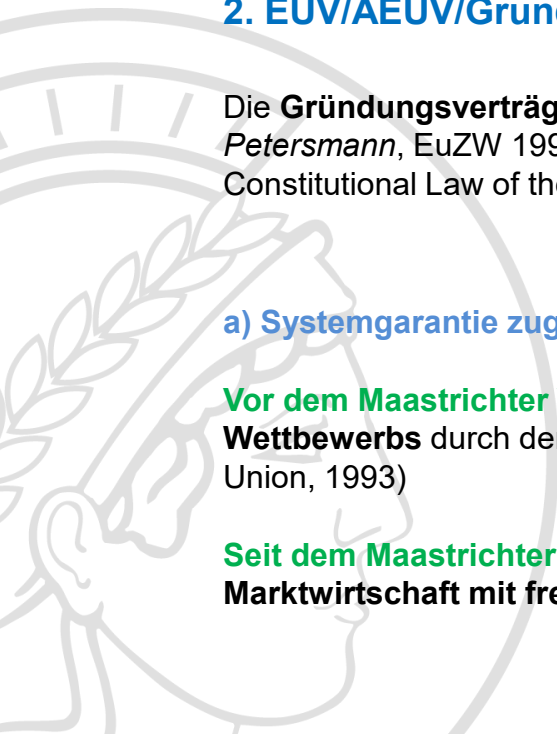 2. EUV/AEUV/Grund
Die Gründungsverträg
Petersmann, EuZW 199
Constitutional Law of the
a) Systemgarantie zug
Vor dem Maastrichter
Wettbewerbs durch de
Union, 1993)
Seit dem Maastrichter
Marktwirtschaft mit fre